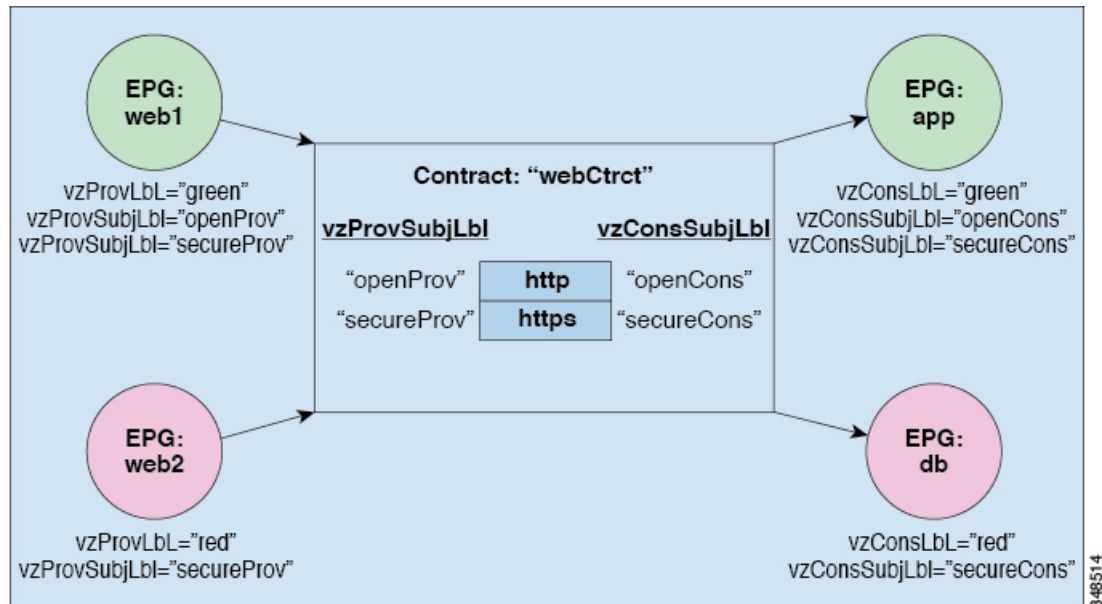 EPG:
web1
vzProvLbL="green"
vzProvSubjLbl="openProv"
vzProvSubjLbl="secureProv"
EPG:
app
vzConsLbL="green"
vzConsSubjLbl="openCons"
vzConsSubjLbl="secureCons"
Contract: “webCtrct”
vzProvSubjLbl vzConsSubjLbl
“openProv” http “openCons”
“secureProv” https “secureCons”
EPG:
web2
vzProvLbL="red"
vzProvSubjLbl="secureProv"
EPG:
db
vzConsLbL="red"
vzConsSubjLbl="secureCons"
348514